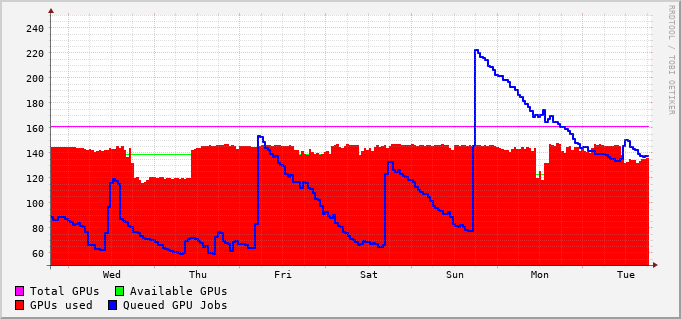 240
220
200
180
160
140
120
100
80
60
Wed Thu Fri Sat Sun Mon Tue
Total GPUs Available GPUs
GPUs used Queued GPU Jobs
RRDTOOL / TOBI OETIKER